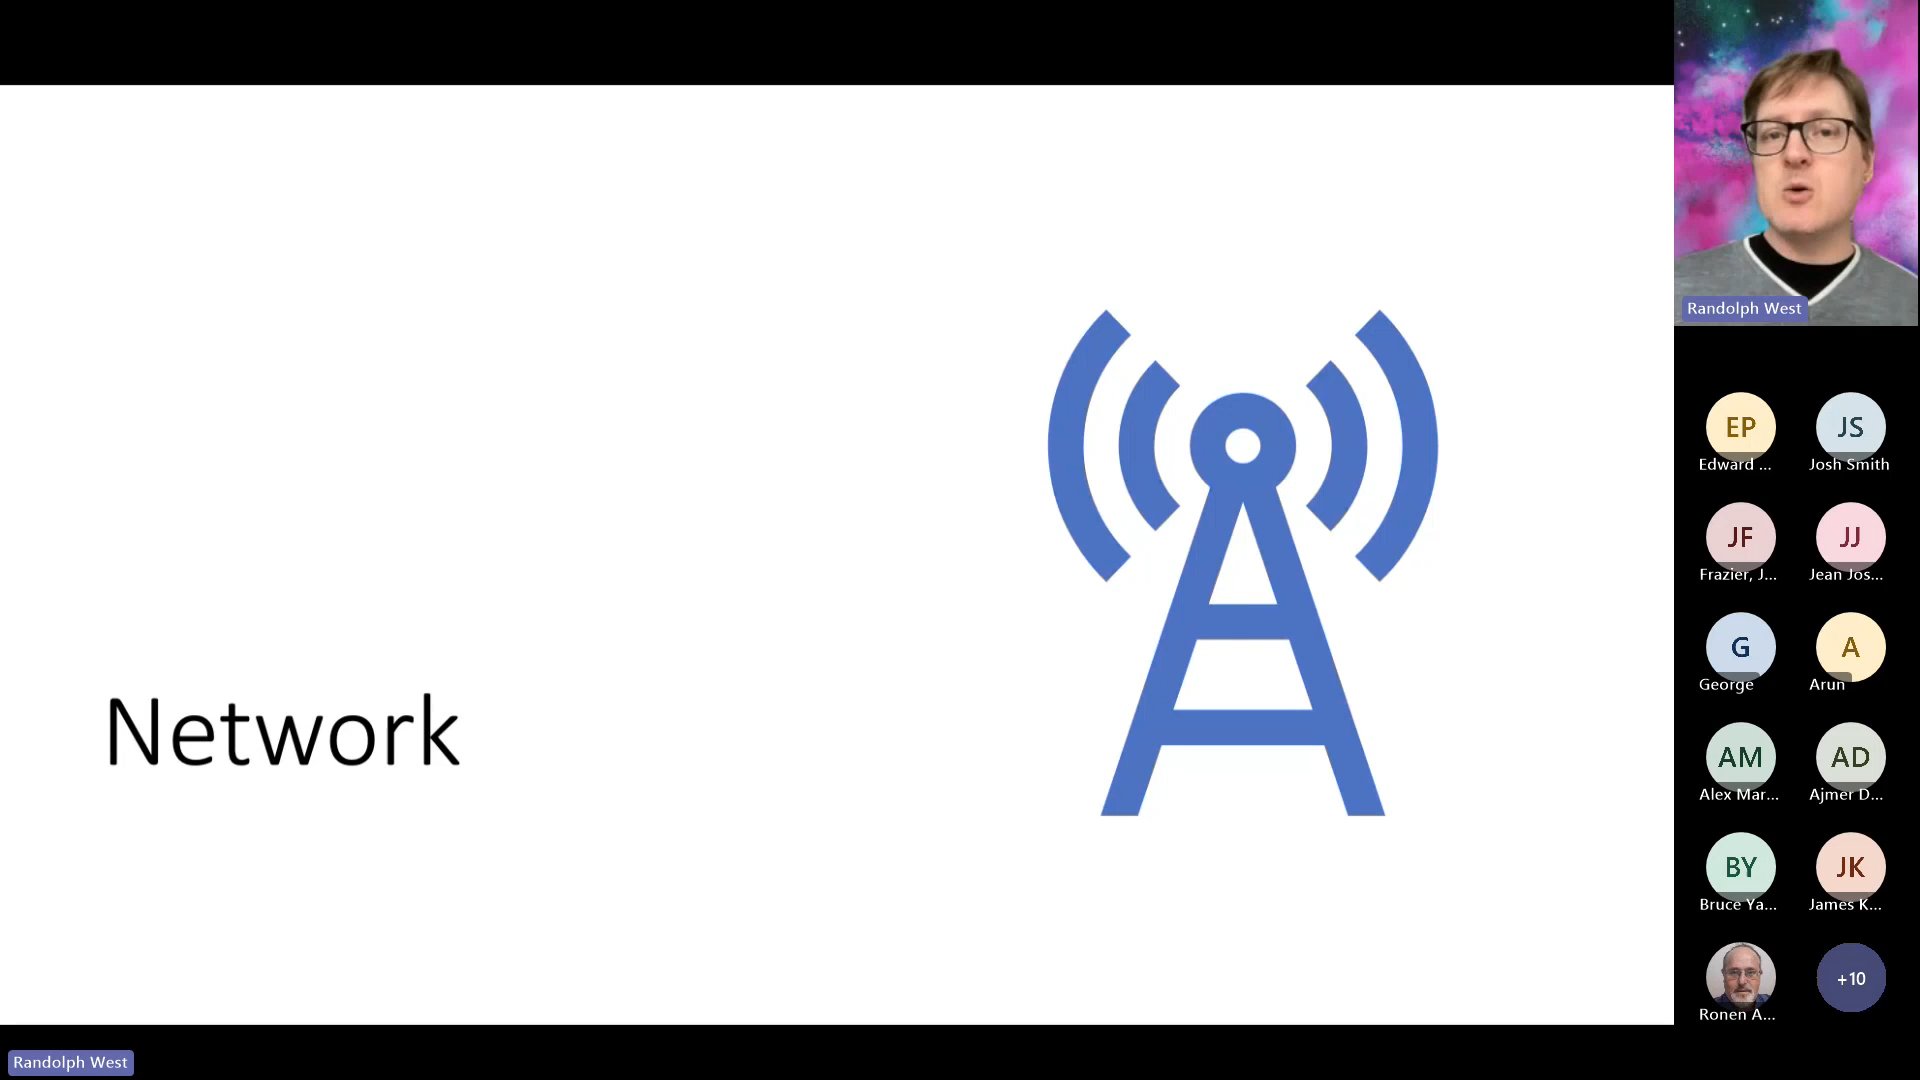 Network
Randolph West
EP
Edward ...
JS
Josh Smith
JF
Frazier, J...
JJ
Jean Jos...
G
George
A
Arun
AM
Alex Mar...
AD
Ajmer D...
BY
Bruce Ya...
JK
James K...
Ronen A...
+10
Randolph West